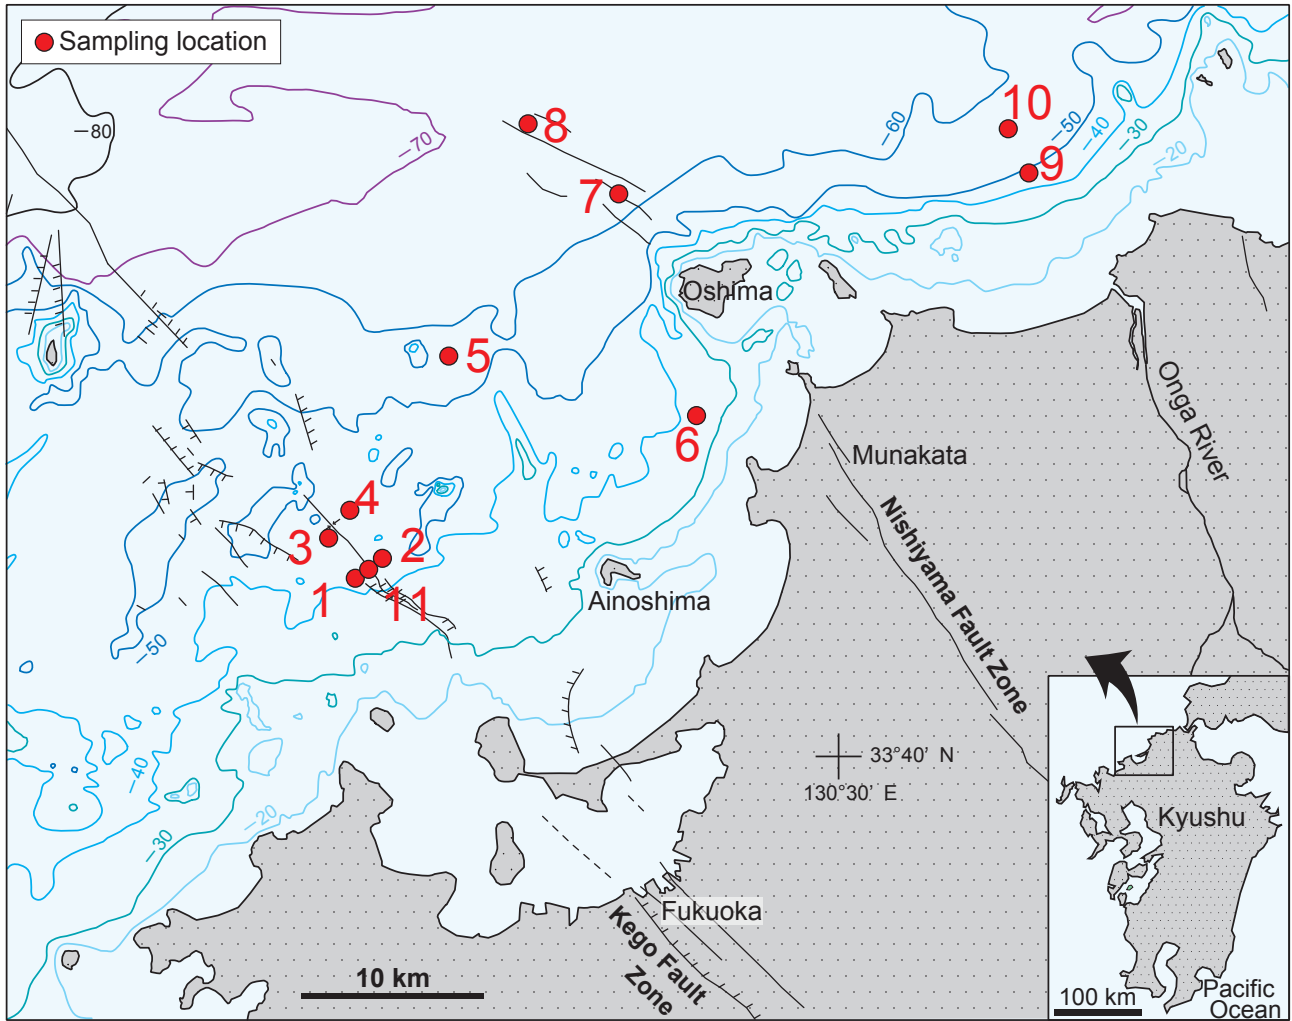 Sampling location
−80
−70
−60
−50
−40
−30
−20
8
7
10
9
Oshima
5
6
4
3
2
1
11
Munakata
Onga River
Nishiyama Fault Zone
Ainoshima
−50
−40
−30
−20
33°40' N
130°30' E
Fukuoka
Kego Fault
Zone
10 km
Kyushu
100 km
Pacific
Ocean